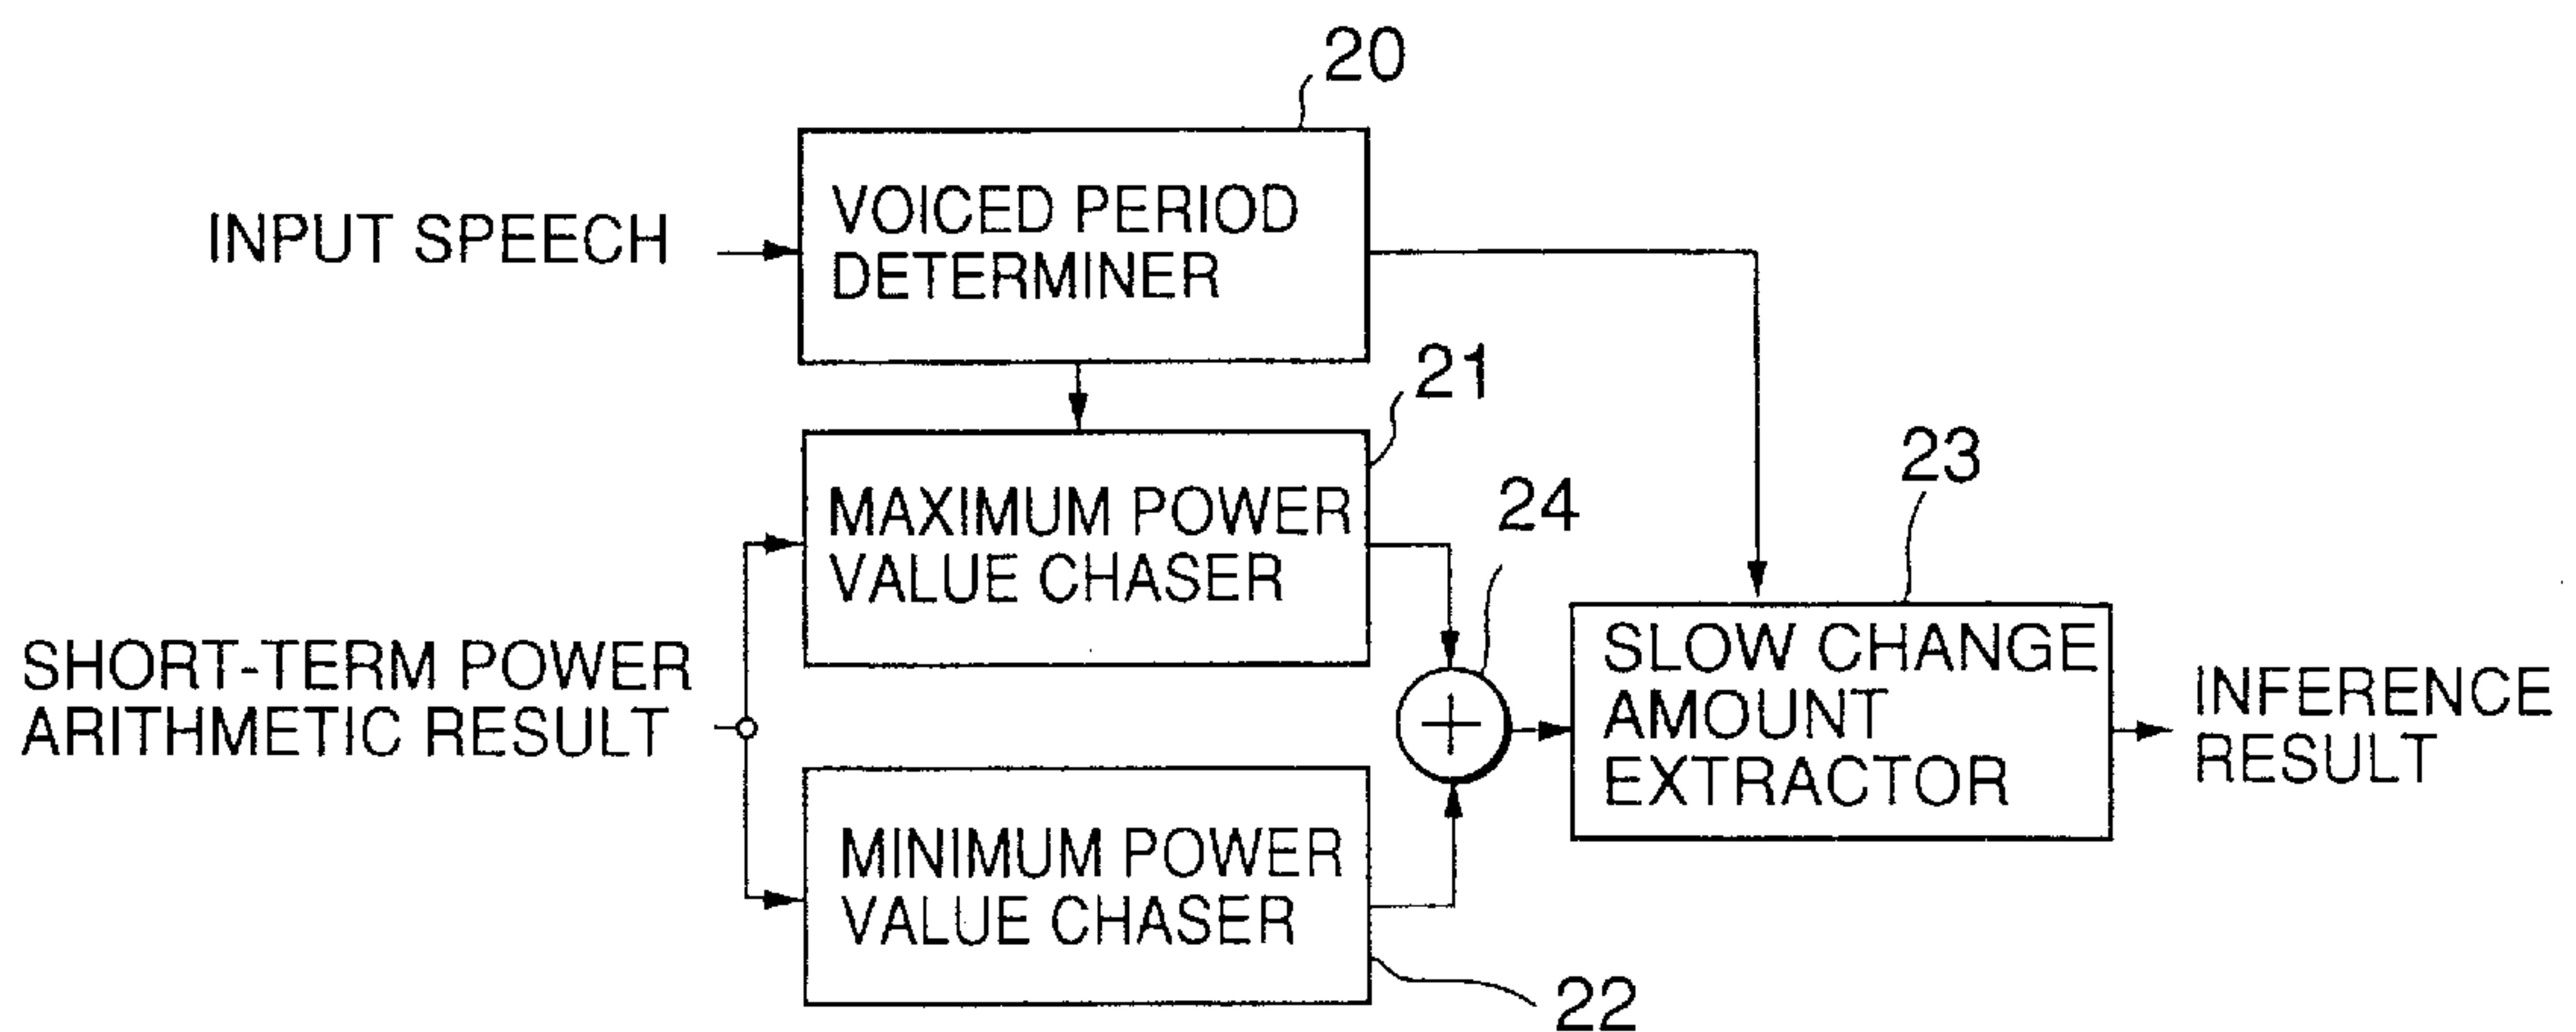 20
INPUT SPEECH
VOICED PERIOD
DETERMINER
21
MAXIMUM POWER
VALUE CHASER
24
23
SHORT-TERM POWER
ARITHMETIC RESULT
+
SLOW CHANGE
AMOUNT
EXTRACTOR
INFERENCE
RESULT
MINIMUM POWER
VALUE CHASER
22